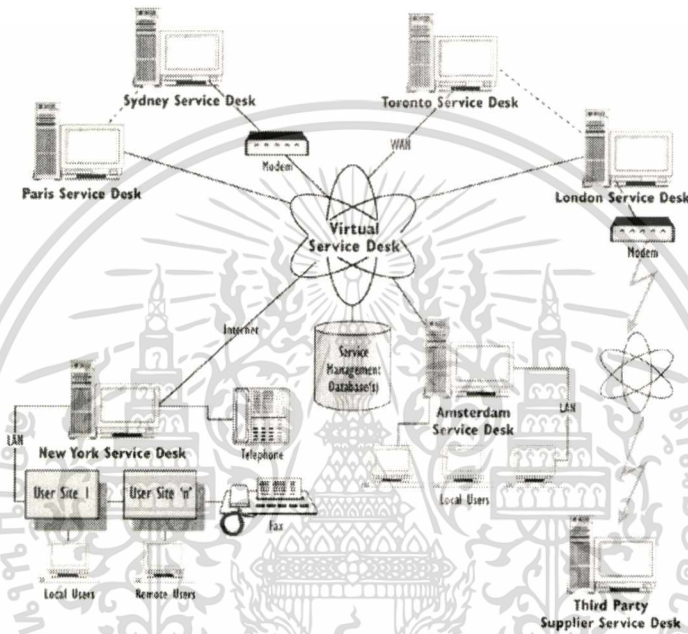 Sydney Service Desk
Toronto Service Desk
Paris Service Desk
Modem
WAN
London Service Desk
Virtual
Service Desk
Modem
Internet
Service
Management
Database(s)
Amsterdam
Service Desk
LAN
LAN
New York Service Desk
Telephone
User Site 1
User Site 'n'
Local Users
Fax
Local Users
Remote Users
Third Party
Supplier Service Desk